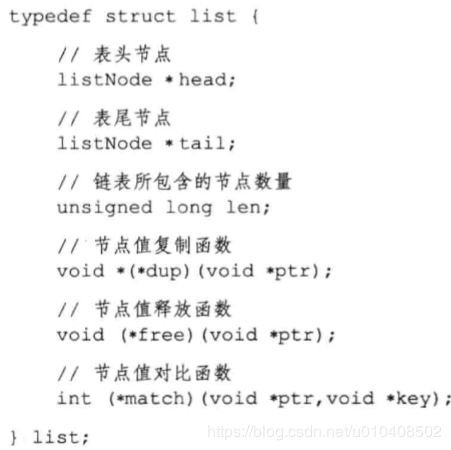 typedef struct list {
// 表头节点
listNode *head;
// 表尾节点
listNode *tail;
// 链表所包含的节点数量
unsigned long len;
// 节点值复制函数
void *(*dup)(void *ptr);
// 节点值释放函数
void (*free)(void *ptr);
// 节点值对比函数
int (*match)(void *ptr,void *key);
} list;
https://blog.csdn.net/u010408502